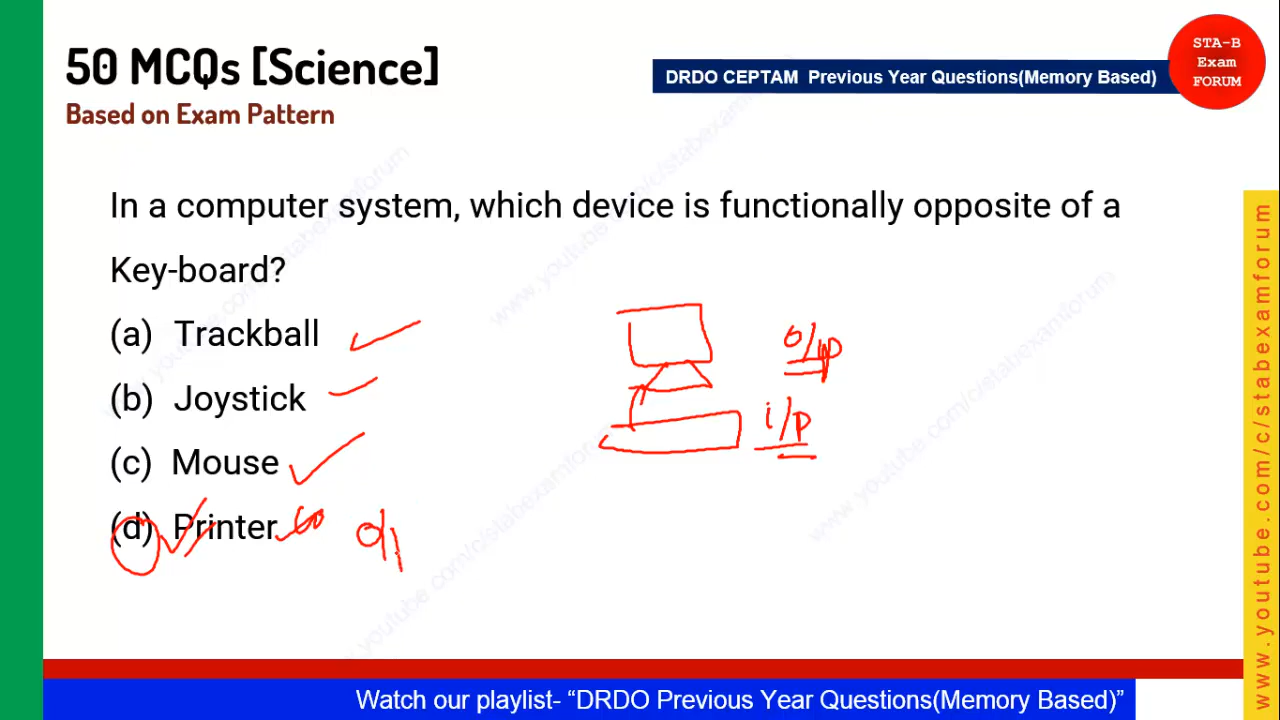 50 MCQs [Science]
Based on Exam Pattern
DRDO CEPTAM Previous Year Questions(Memory Based)
STA-B
Exam
FORUM
In a computer system, which device is functionally opposite of a
Key-board?
(a) Trackball
(b) Joystick
(c) Mouse
(d) Printer
o/p
i/p
www.youtube.com/c/stabexamforum
Watch our playlist- “DRDO Previous Year Questions(Memory Based)”